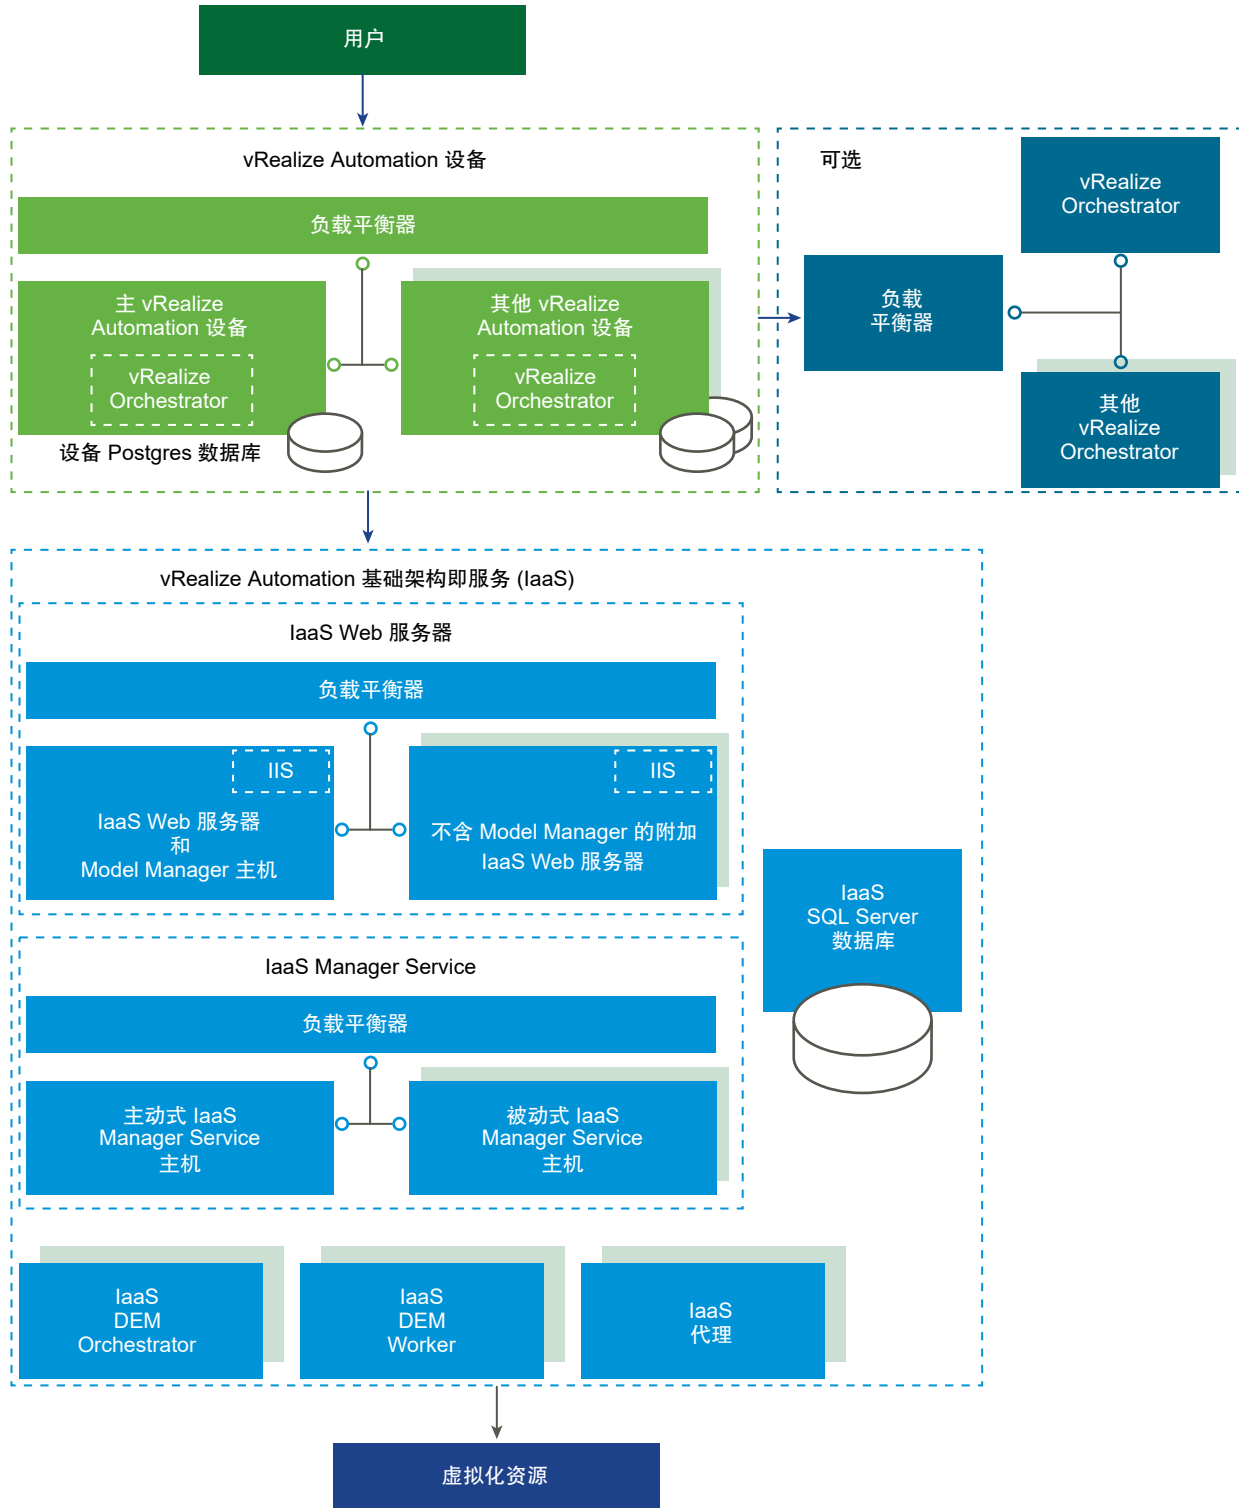 用户
vRealize Automation 设备
负载平衡器
主 vRealize
Automation 设备
vRealize
Orchestrator
其他 vRealize
Automation 设备
vRealize
Orchestrator
设备 Postgres 数据库
可选
负载
平衡器
vRealize
Orchestrator
其他
vRealize
Orchestrator
vRealize Automation 基础架构即服务 (IaaS)
IaaS Web 服务器
负载平衡器
IIS
IaaS Web 服务器
和
Model Manager 主机
IIS
不含 Model Manager 的附加
IaaS Web 服务器
IaaS
SQL Server
数据库
IaaS Manager Service
负载平衡器
主动式 IaaS
Manager Service
主机
被动式 IaaS
Manager Service
主机
IaaS
DEM
Orchestrator
IaaS
DEM
Worker
IaaS
代理
虚拟化资源